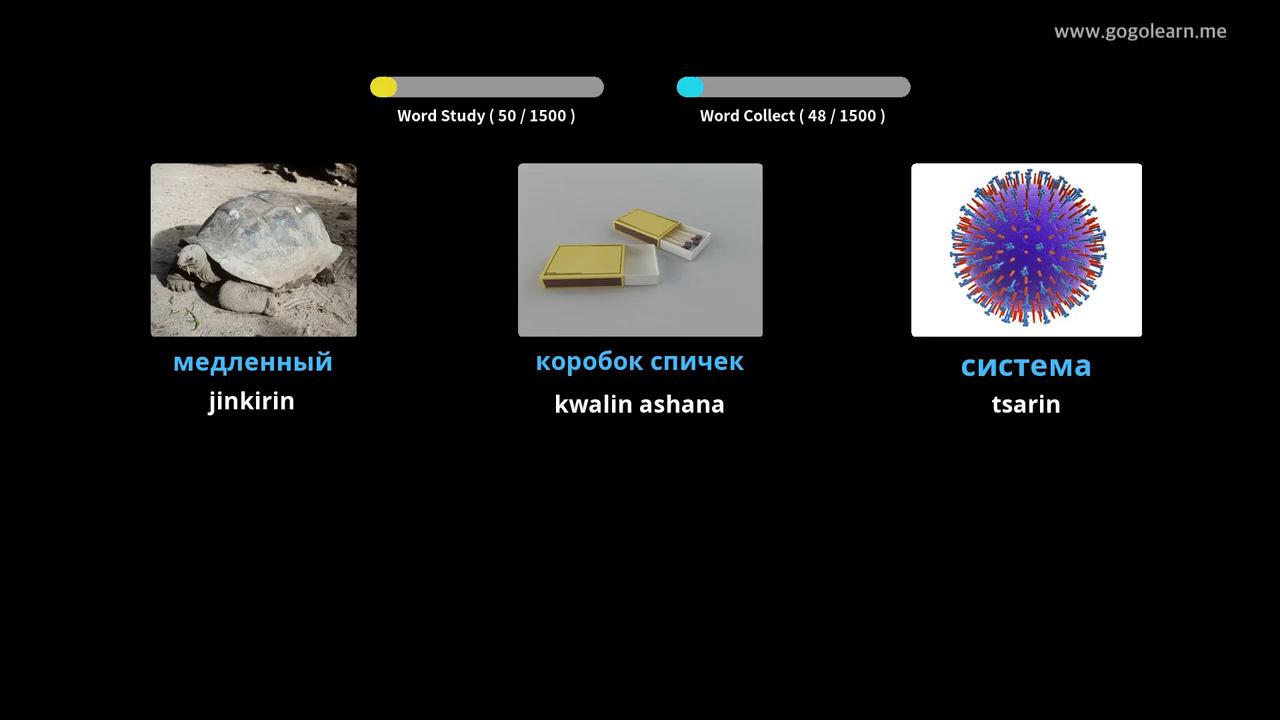 www.gogolearn.me
Word Study ( 50 / 1500 )
Word Collect ( 48 / 1500 )
медленный
коробок спичек
система
jinkirin
kwalin ashana
tsarin